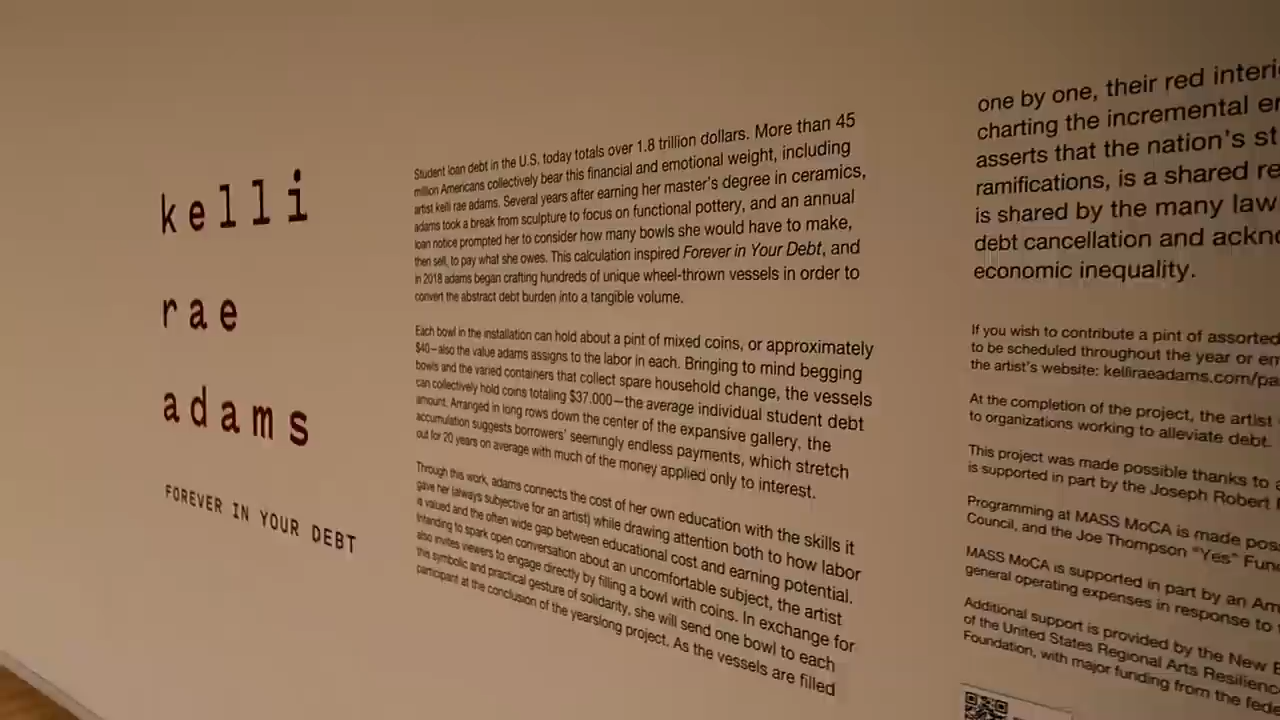 kelli
rae
adams
FOREVER IN YOUR DEBT
Student loan debt in the U.S. today totals over 1.8 trillion dollars. More than 45
million Americans collectively bear this financial and emotional weight, including
artist kelli rae adams. Several years after earning her master's degree in ceramics,
adams took a break from sculpture to focus on functional pottery, and an annual
loan notice prompted her to consider how many bowls she would have to make,
then sell, to pay what she owes. This calculation inspired Forever in Your Debt, and
in 2018 adams began crafting hundreds of unique wheel-thrown vessels in order to
convert the abstract debt burden into a tangible volume.
Each bowl in the installation can hold about a pint of mixed coins, or approximately
$40—also the value adams assigns to the labor in each. Bringing to mind begging
bowls and the varied containers that collect spare household change, the vessels
can collectively hold coins totaling $37.000—the average individual student debt
amount. Arranged in long rows down the center of the expansive gallery, the
accumulation suggests borrowers' seemingly endless payments, which stretch
out for 20 years on average with much of the money applied only to interest.
Through this work, adams connects the cost of her own education with the skills it
gave her (always subjective for an artist) while drawing attention both to how labor
is valued and the often wide gap between educational cost and earning potential.
Intending to spark open conversation about an uncomfortable subject, the artist
also invites viewers to engage directly by filling a bowl with coins. In exchange for
this symbolic and practical gesture of solidarity, she will send one bowl to each
participant at the conclusion of the yearslong project. As the vessels are filled
one by one, their red interi
charting the incremental er
asserts that the nation's st
ramifications, is a shared re
is shared by the many law
debt cancellation and ackno
economic inequality.
If you wish to contribute a pint of assorted
to be scheduled throughout the year or em
the artist's website: kelliraeadams.com/pa
At the completion of the project, the artist
to organizations working to alleviate debt.
This project was made possible thanks to a
is supported in part by the Joseph Robert
Programming at MASS MoCA is made poss
Council, and the Joe Thompson "Yes" Fund
MASS MoCA is supported in part by an Am
general operating expenses in response to
Additional support is provided by the New E
of the United States Regional Arts Resilienc
Foundation, with major funding from the fede